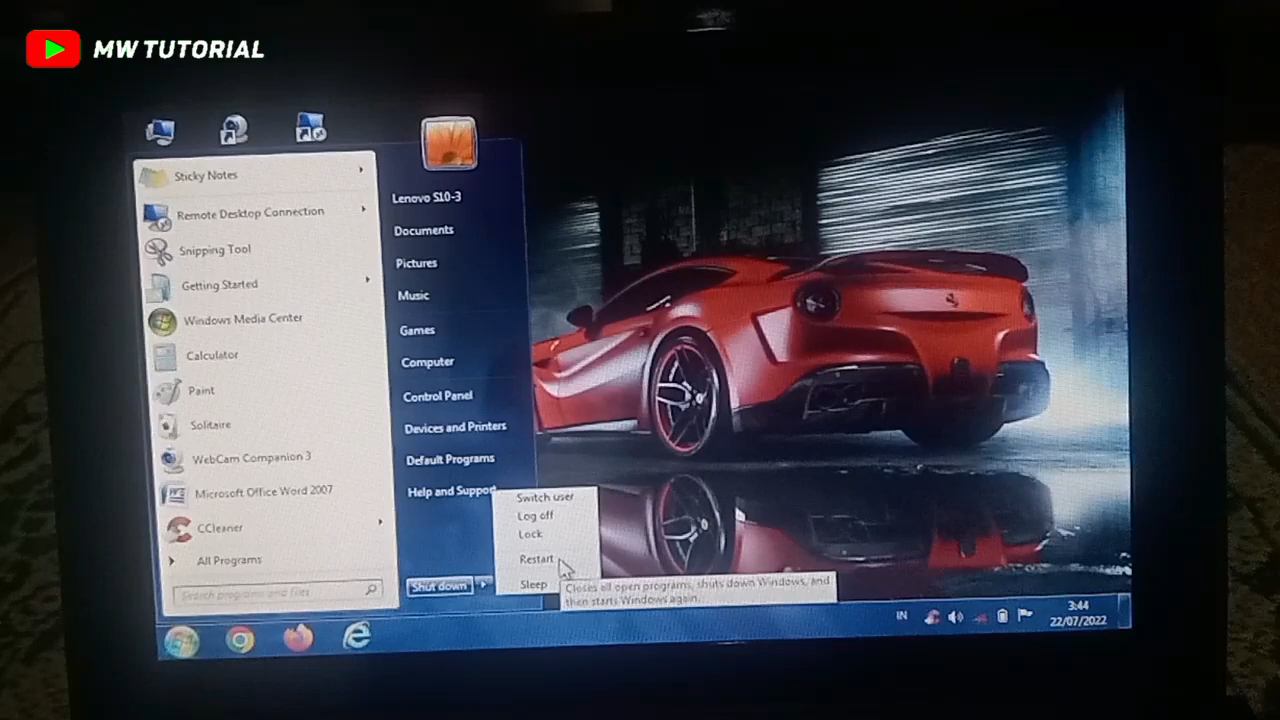 MW TUTORIAL
Sticky Notes
Remote Desktop Connection
Snipping Tool
Getting Started
Windows Media Center
Calculator
Paint
Solitaire
WebCam Companion 3
Microsoft Office Word 2007
CCleaner
All Programs
Search programs and files
Lenovo S10-3
Documents
Pictures
Music
Games
Computer
Control Panel
Devices and Printers
Default Programs
Help and Support
Shut down
Switch user
Log off
Lock
Restart
Sleep
Closes all open programs, shuts down Windows, and
then starts Windows again.
IN
3:44
22/07/2022